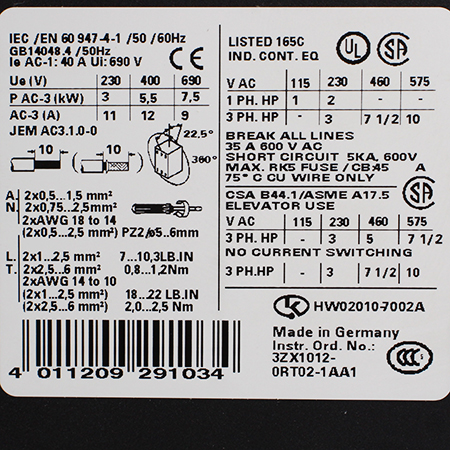 IEC /EN 60 947-4-1 /50 /60Hz
GB14048.4 /50Hz
Ie AC-1: 40 A Ui: 690 V
CE
Ue (V) 230 400 690
P AC-3 (kW) 3 5,5 7,5
AC-3 (A) 11 12 9
JEM AC3.1.0-0
22,5°
360°
10 10
A. 2x0,5...1,5 mm²
N. 2x0,75...2,5mm²
2xAWG 18 to 14
(2x0,5...2,5 mm²) PZ2/ø5...6mm
L. 2x1...2,5 mm² 7...10,3LB.IN
T. 2x2,5...6 mm² 0,8...1,2Nm
2xAWG 14 to 10
(2x1...2,5mm²) 18...22 LB.IN
(2x2,5...6 mm²) 2,0...2,5 Nm
4 011209 291034
LISTED 165C
IND. CONT. EQ
UL SA
V AC 115 230 460 575
1 PH. HP 1 2 - -
3 PH. HP - 3 7 1/2 10
BREAK ALL LINES
35 A 600 V AC
SHORT CIRCUIT 5KA, 600V
MAX. RK5 FUSE / CB:45 A
75° C CU WIRE ONLY
CSA B44.1/ASME A17.5
ELEVATOR USE
SA
V AC 115 230 460 575
3 PH. HP - 3 5 7 1/2
NO CURRENT SWITCHING
3 PH.HP - 3 7 1/2 10
K HW02010-7002A
Made in Germany
Instr. Ord. No.:
3ZX1012-
0RT02-1AA1
CCC